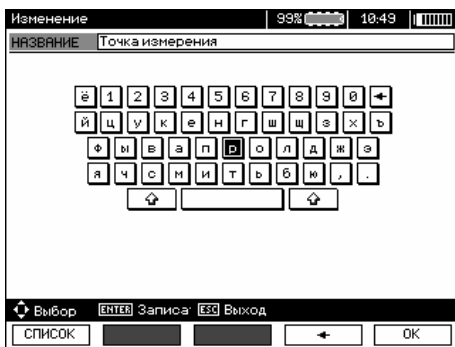 Изменение 99% 10:49
НАЗВАНИЕ Точка измерения
ё 1 2 3 4 5 6 7 8 9 0 ←
й ц у к е н г ш щ з х ъ
ф ы в а п р о л д ж э
я ч с м и т ь б ю , .
Выбор ENTER Записа ESC Выход
СПИСОК ← OK